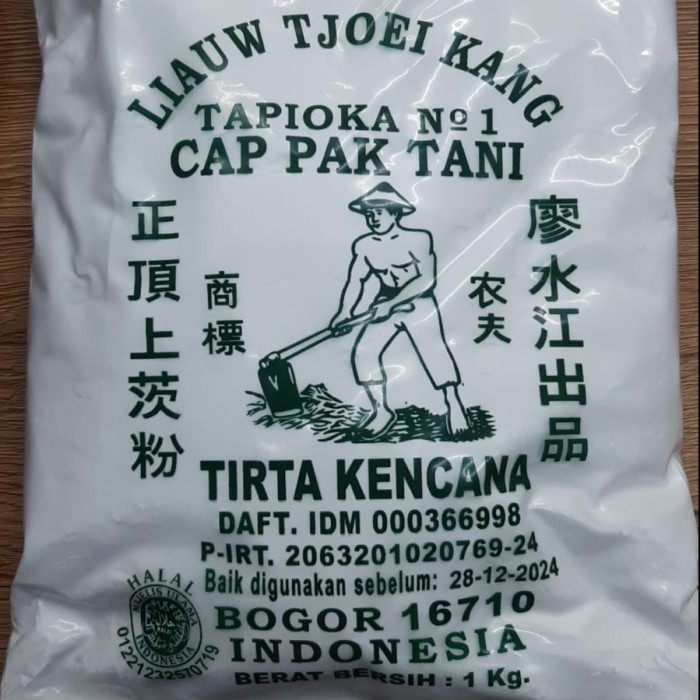 LIAUW TJOEI KANG
TAPIOKA Nº 1
CAP PAK TANI
正頂上茨粉
商標
农夫
廖水江出品
TIRTA KENCANA
DAFT. IDM 000366998
P-IRT. 2063201020769-24
Baik digunakan sebelum: 28-12-2024
HALAL
MAJELIS ULAMA
INDONESIA
01221232570719
BOGOR 16710
INDONESIA
BERAT BERSIH : 1 Kg.